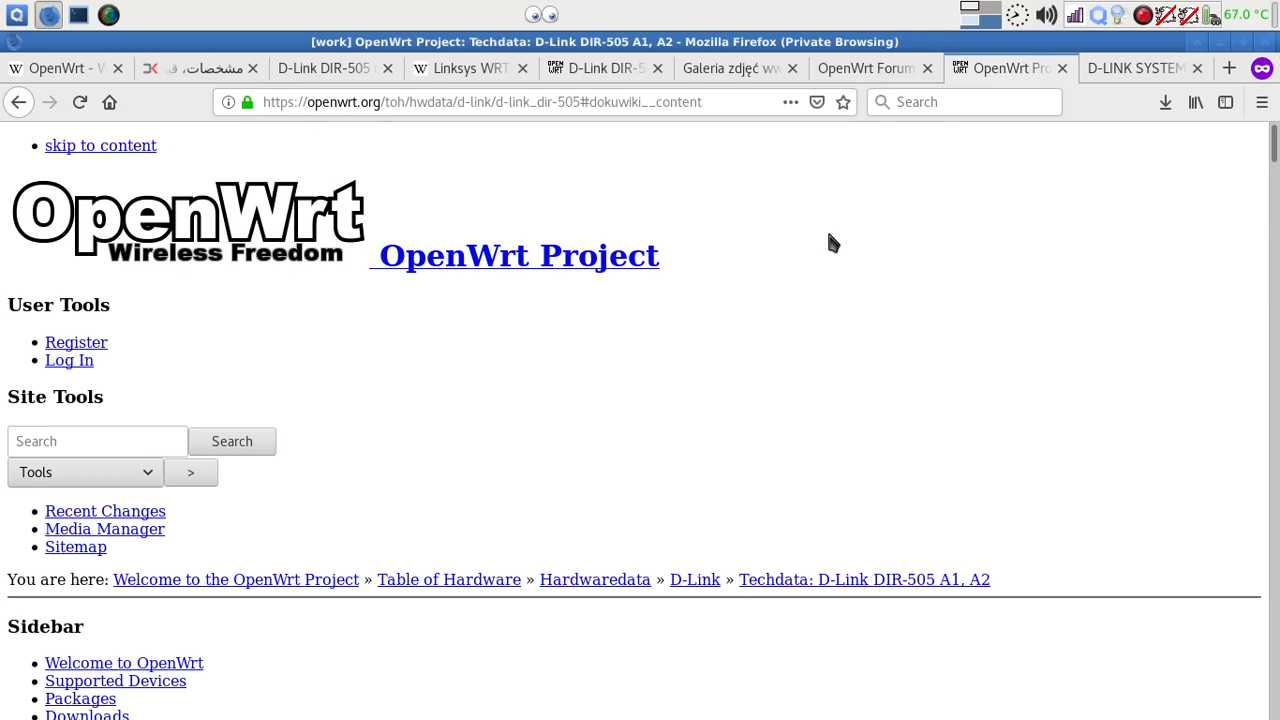 67.0 °C
[work] OpenWrt Project: Techdata: D-Link DIR-505 A1, A2 - Mozilla Firefox (Private Browsing)
OpenWrt - W
مشخصات، قی
D-Link DIR-505 r
Linksys WRT
D-Link DIR-5
Galeria zdjęć ww
OpenWrt Forum
OpenWrt Pro
D-LINK SYSTEM
https://openwrt.org/toh/hwdata/d-link/d-link_dir-505#dokuwiki__content
Search
skip to content
OpenWrt
Wireless Freedom
OpenWrt Project
User Tools
Register
Log In
Site Tools
Search Search
Tools >
Recent Changes
Media Manager
Sitemap
You are here: Welcome to the OpenWrt Project » Table of Hardware » Hardwaredata » D-Link » Techdata: D-Link DIR-505 A1, A2
Sidebar
Welcome to OpenWrt
Supported Devices
Packages
Downloads